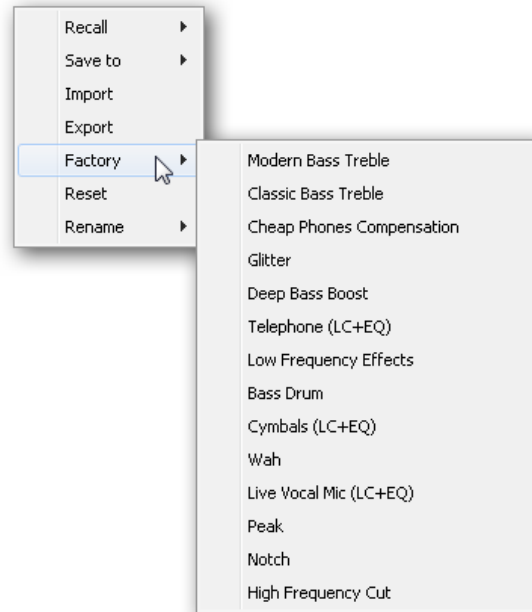 Recall
Save to
Import
Export
Factory
Reset
Rename
Modern Bass Treble
Classic Bass Treble
Cheap Phones Compensation
Glitter
Deep Bass Boost
Telephone (LC+EQ)
Low Frequency Effects
Bass Drum
Cymbals (LC+EQ)
Wah
Live Vocal Mic (LC+EQ)
Peak
Notch
High Frequency Cut